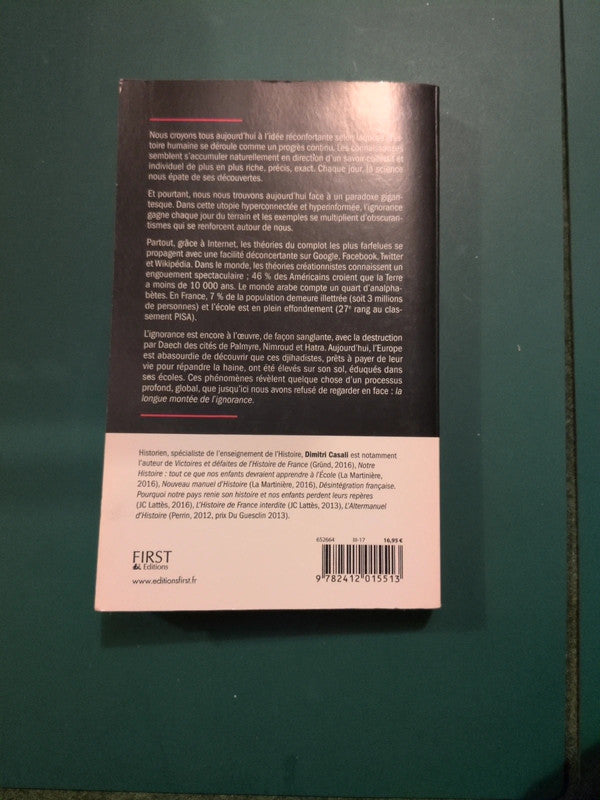 Nous croyons tous aujourd'hui à l'idée réconfortante selon laquelle l'his-
toire humaine se déroule comme un progrès continu. Les connaissances
semblent s'accumuler naturellement en direction d'un savoir collectif et
individuel de plus en plus riche, précis, exact. Chaque jour, la science
nous épate de ses découvertes.
Et pourtant, nous nous trouvons aujourd'hui face à un paradoxe gigan-
tesque. Dans cette utopie hyperconnectée et hyperinformée, l'ignorance
gagne chaque jour du terrain et les exemples se multiplient d'obscuran-
tismes qui se renforcent autour de nous.
Partout, grâce à Internet, les théories du complot les plus farfelues se
propagent avec une facilité déconcertante sur Google, Facebook, Twitter
et Wikipédia. Dans le monde, les théories créationnistes connaissent un
engouement spectaculaire ; 46 % des Américains croient que la Terre
a moins de 10 000 ans. Le monde arabe compte un quart d'analpha-
bètes. En France, 7 % de la population demeure illettrée (soit 3 millions
de personnes) et l'école est en plein effondrement (27e rang au clas-
sement PISA).
L'ignorance est encore à l'œuvre, de façon sanglante, avec la destruction
par Daech des cités de Palmyre, Nimroud et Hatra. Aujourd'hui, l'Europe
est abasourdie de découvrir que ces djihadistes, prêts à payer de leur
vie pour répandre la haine, ont été élevés sur son sol, éduqués dans
ses écoles. Ces phénomènes révèlent quelque chose d'un processus
profond, global, que jusqu'ici nous avons refusé de regarder en face : la
longue montée de l'ignorance.
Historien, spécialiste de l'enseignement de l'Histoire, Dimitri Casali est notamment
l'auteur de Victoires et défaites de l'Histoire de France (Gründ, 2016), Notre
Histoire : tout ce que nos enfants devraient apprendre à l'École (La Martinière,
2016), Nouveau manuel d'Histoire (La Martinière, 2016), Désintégration française.
Pourquoi notre pays renie son histoire et nos enfants perdent leurs repères
(JC Lattès, 2016), L'Histoire de France interdite (JC Lattès, 2013), L'Altermanuel
d'Histoire (Perrin, 2012, prix Du Guesclin 2013).
652664 III-17 16,95 €
FIRST
Editions
www.editionsfirst.fr
9 782412 015513